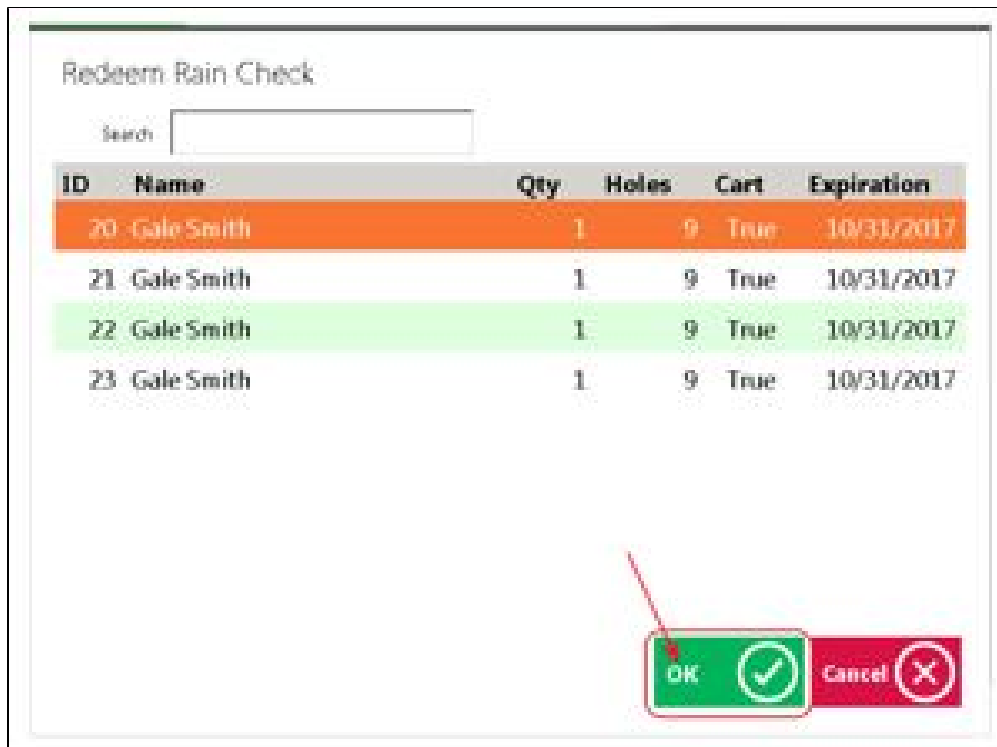 Redeem Rain Check
Search
ID Name Qty Holes Cart Expiration
20 Gale Smith 1 9 True 10/31/2017
21 Gale Smith 1 9 True 10/31/2017
22 Gale Smith 1 9 True 10/31/2017
23 Gale Smith 1 9 True 10/31/2017
OK Cancel